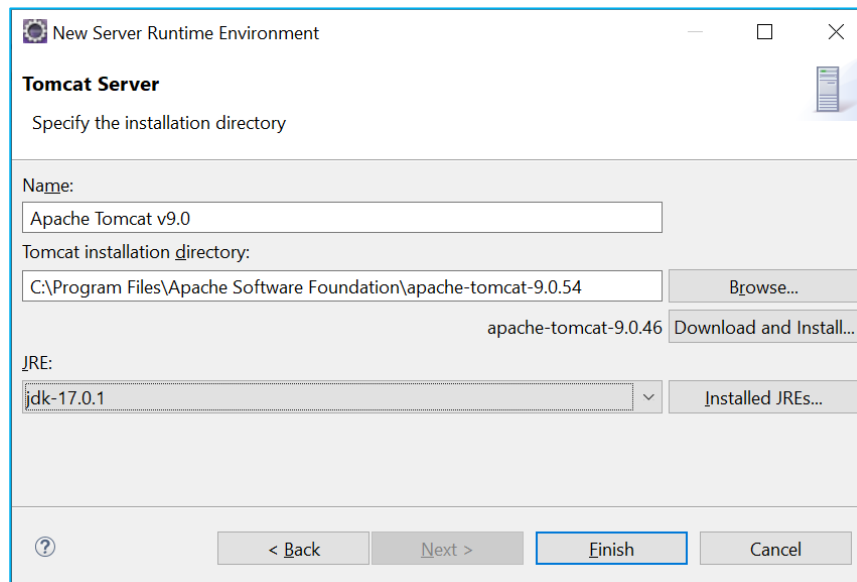 New Server Runtime Environment
Tomcat Server
Specify the installation directory
Name:
Apache Tomcat v9.0
Tomcat installation directory:
C:\Program Files\Apache Software Foundation\apache-tomcat-9.0.54
Browse...
apache-tomcat-9.0.46 Download and Install...
JRE:
jdk-17.0.1
Installed JREs...
? < Back Next > Finish Cancel